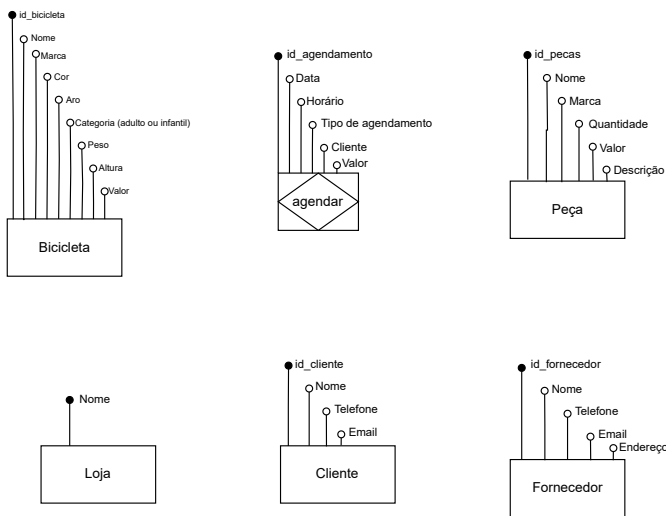 id_bicicleta
Nome
Marca
Cor
Aro
Categoria (adulto ou infantil)
Peso
Altura
Valor
Bicicleta
id_agendamento
Data
Horário
Tipo de agendamento
Cliente
Valor
agendar
id_pecas
Nome
Marca
Quantidade
Valor
Descrição
Peça
Nome
Loja
id_cliente
Nome
Telefone
Email
Cliente
id_fornecedor
Nome
Telefone
Email
Endereço
Fornecedor